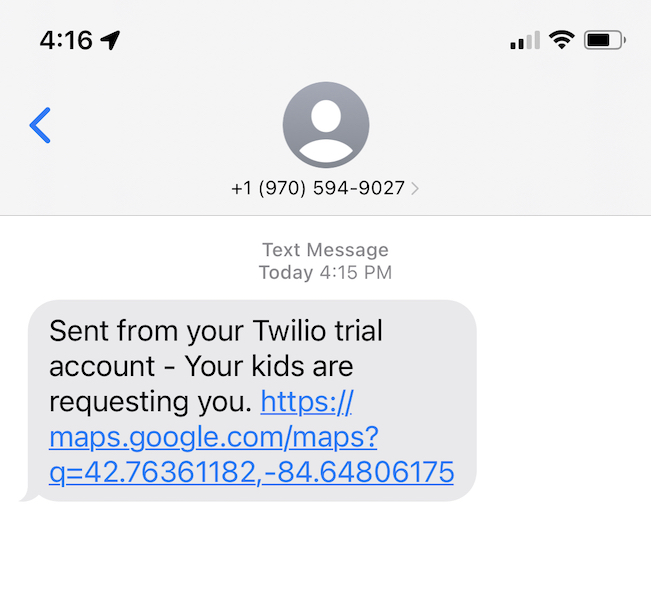 4:16
+1 (970) 594-9027
Text Message
Today 4:15 PM
Sent from your Twilio trial
account - Your kids are
requesting you. https://
maps.google.com/maps?
q=42.76361182,-84.64806175